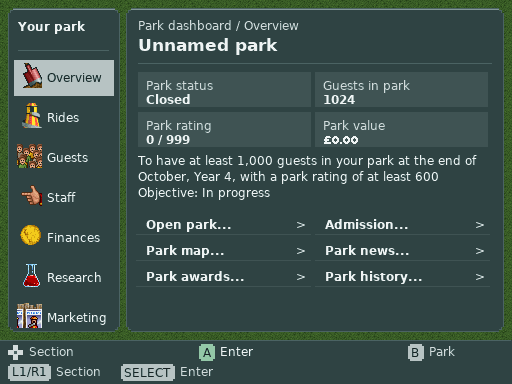 Your park
Overview
Rides
Guests
Staff
Finances
Research
Marketing
Park dashboard / Overview
Unnamed park
Park status
Closed
Guests in park
1024
Park rating
0 / 999
Park value
£0.00
To have at least 1,000 guests in your park at the end of
October, Year 4, with a park rating of at least 600
Objective: In progress
Open park... >
Admission... >
Park map... >
Park news... >
Park awards... >
Park history... >
Section
A Enter
B Park
L1/R1 Section
SELECT Enter